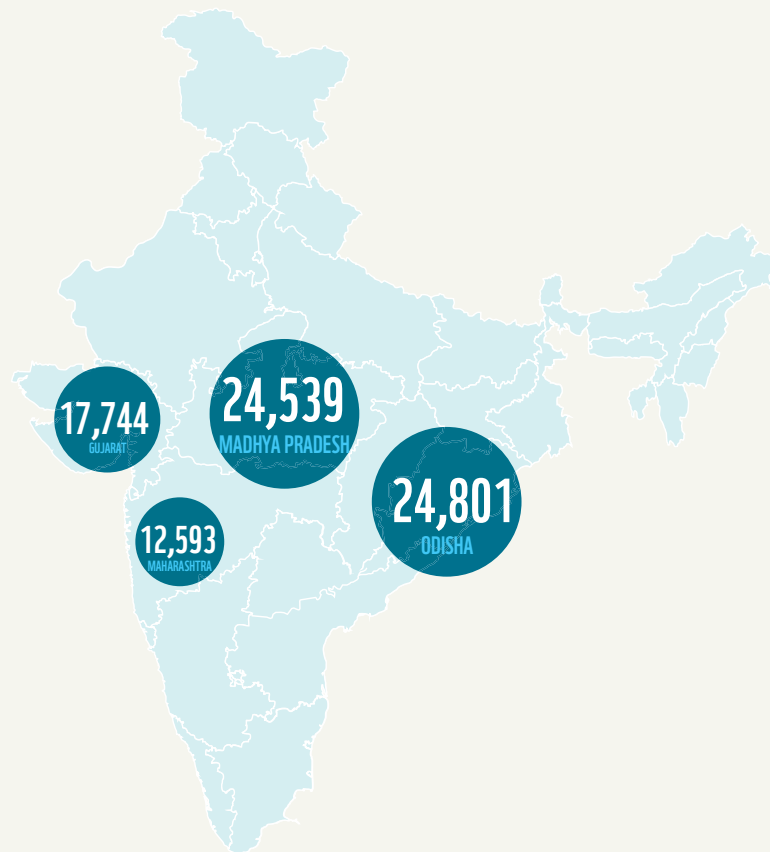 24,539
MADHYA PRADESH
17,744
GUJARAT
24,801
ODISHA
12,593
MAHARASHTRA